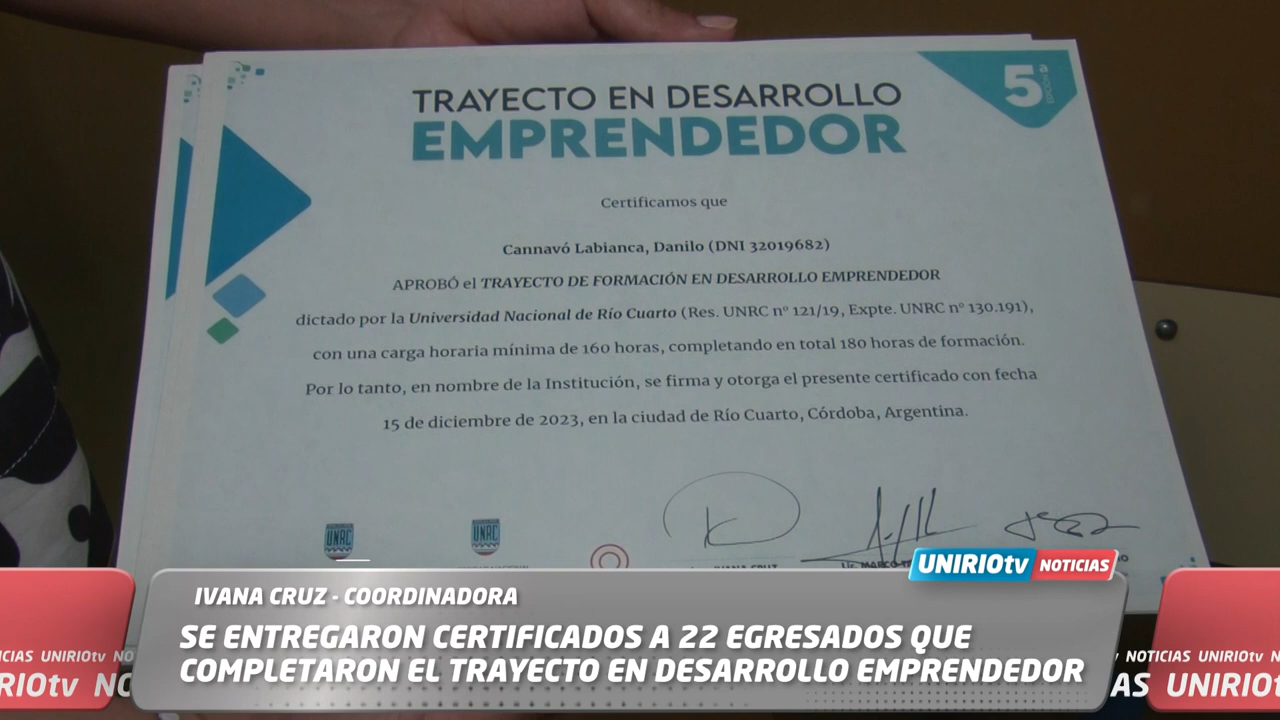 TRAYECTO EN DESARROLLO
EMPRENDEDOR
5
Certificamos que
Cannavó Labianca, Danilo (DNI 32019682)
APROBÓ el TRAYECTO DE FORMACIÓN EN DESARROLLO EMPRENDEDOR
dictado por la Universidad Nacional de Río Cuarto (Res. UNRC nº 121/19, Expte. UNRC nº 130.191),
con una carga horaria mínima de 160 horas, completando en total 180 horas de formación.
Por lo tanto, en nombre de la Institución, se firma y otorga el presente certificado con fecha
15 de diciembre de 2023, en la ciudad de Río Cuarto, Córdoba, Argentina.
UNRC
UNRC
IVANA CRUZ
UNIRIOtv NOTICIAS
IVANA CRUZ - COORDINADORA
SE ENTREGARON CERTIFICADOS A 22 EGRESADOS QUE
COMPLETARON EL TRAYECTO EN DESARROLLO EMPRENDEDOR
NOTICIAS UNIRIOtv N
AS UNIRIO
CIAS UNIRIOtv NO
RIOtv NO